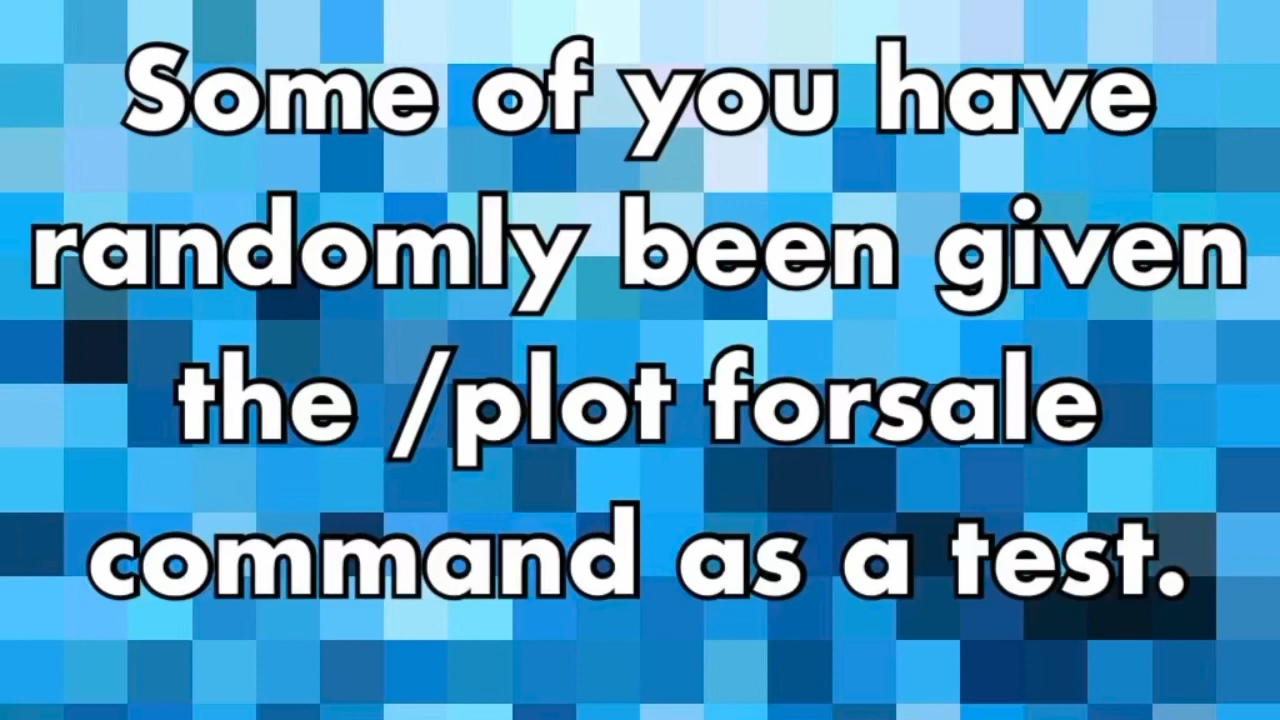 Some of you have
randomly been given
the /plot forsale
command as a test.